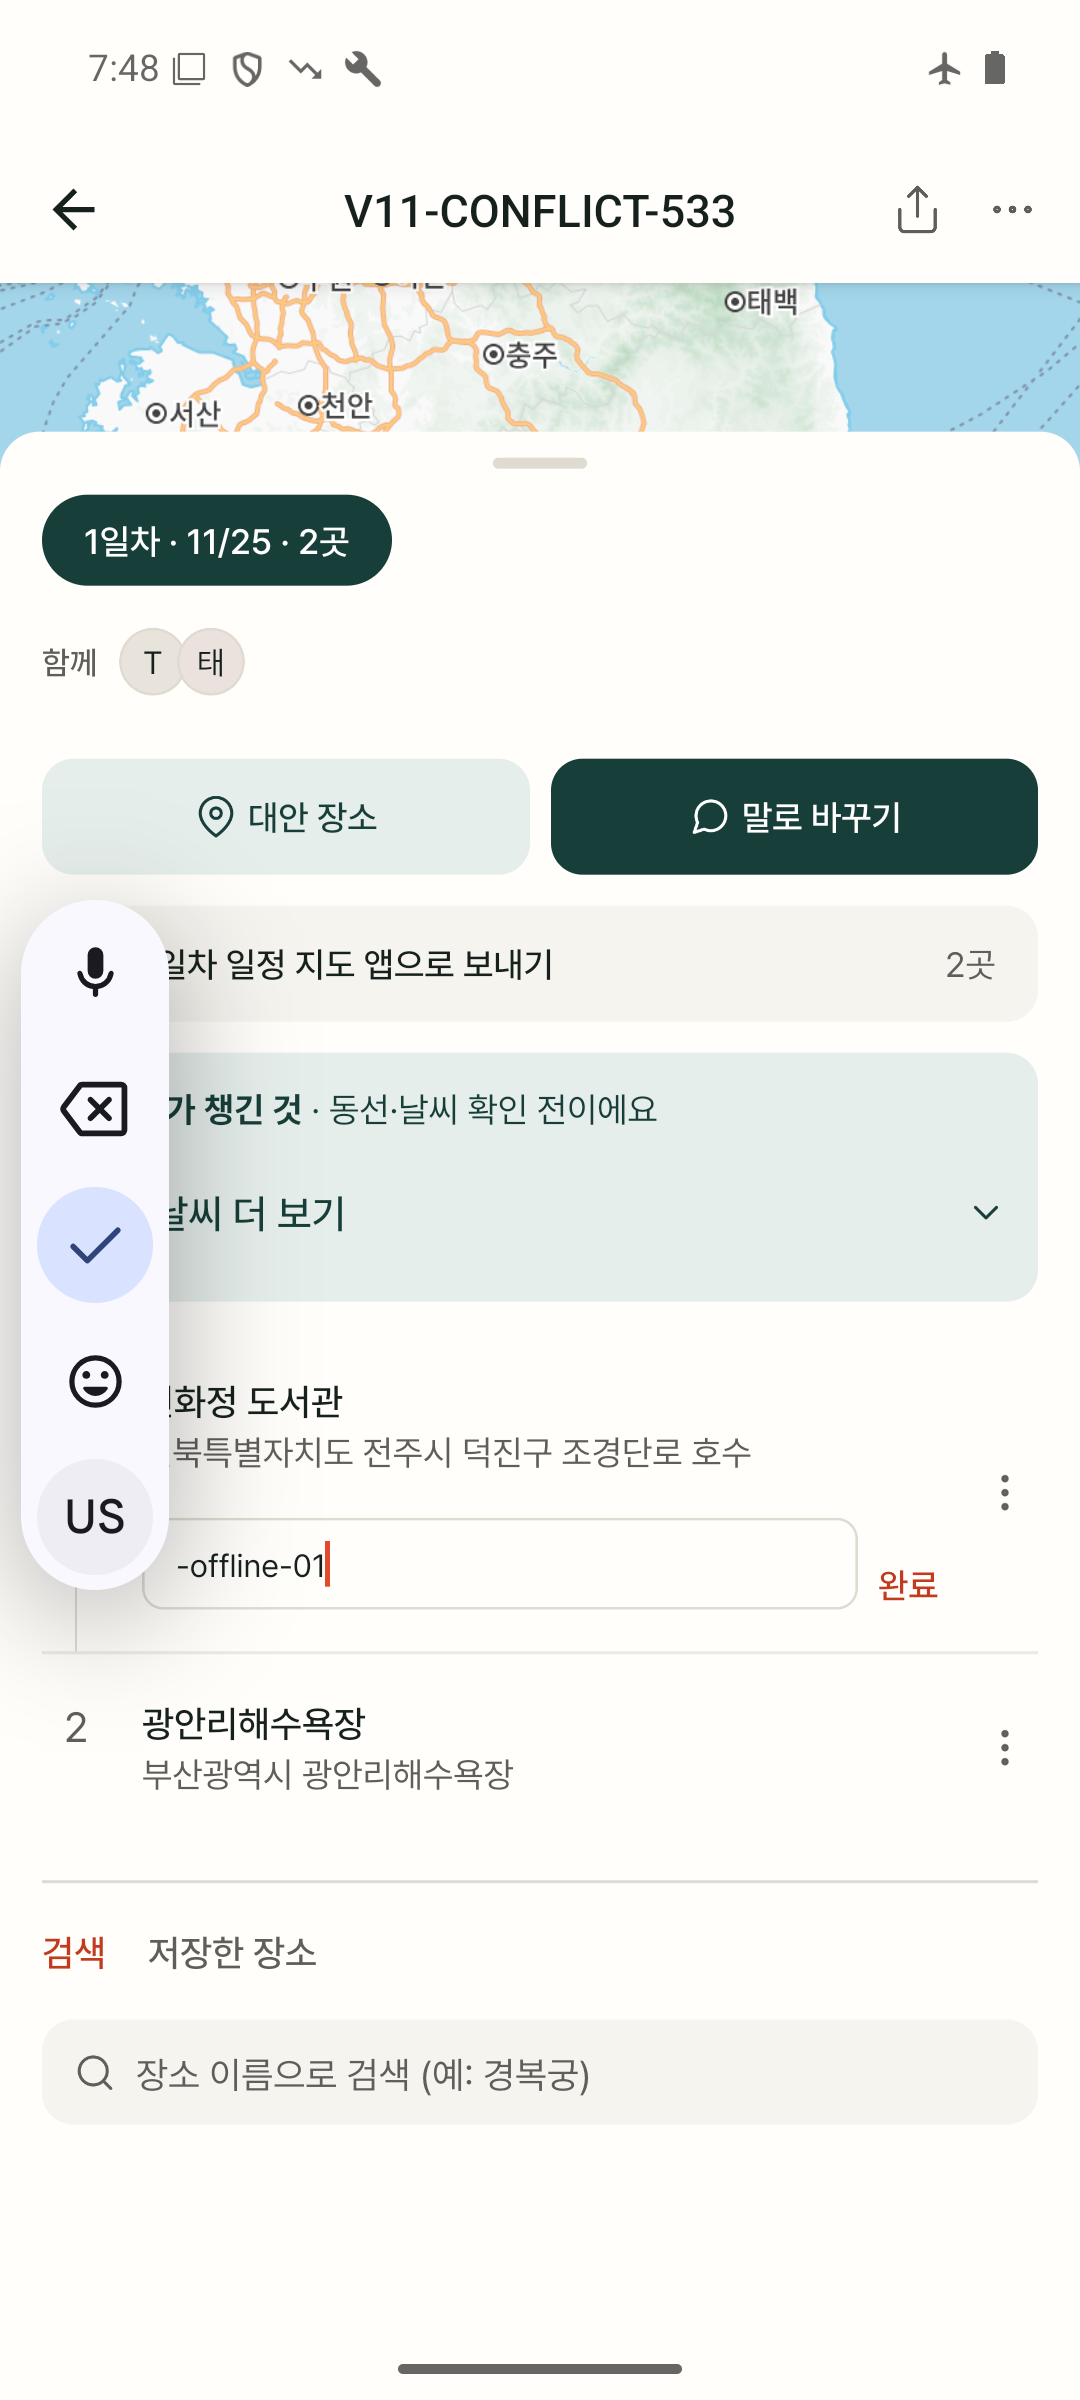 7:48
V11-CONFLICT-533
태백
충주
천안
서산
1일차 · 11/25 · 2곳
함께 T 태
대안 장소
말로 바꾸기
일차 일정 지도 앱으로 보내기 2곳
가 챙긴 것 · 동선·날씨 확인 전이에요
날씨 더 보기
화정 도서관
북특별자치도 전주시 덕진구 조경단로 호수
US
-offline-01
완료
2 광안리해수욕장
부산광역시 광안리해수욕장
검색 저장한 장소
장소 이름으로 검색 (예: 경복궁)